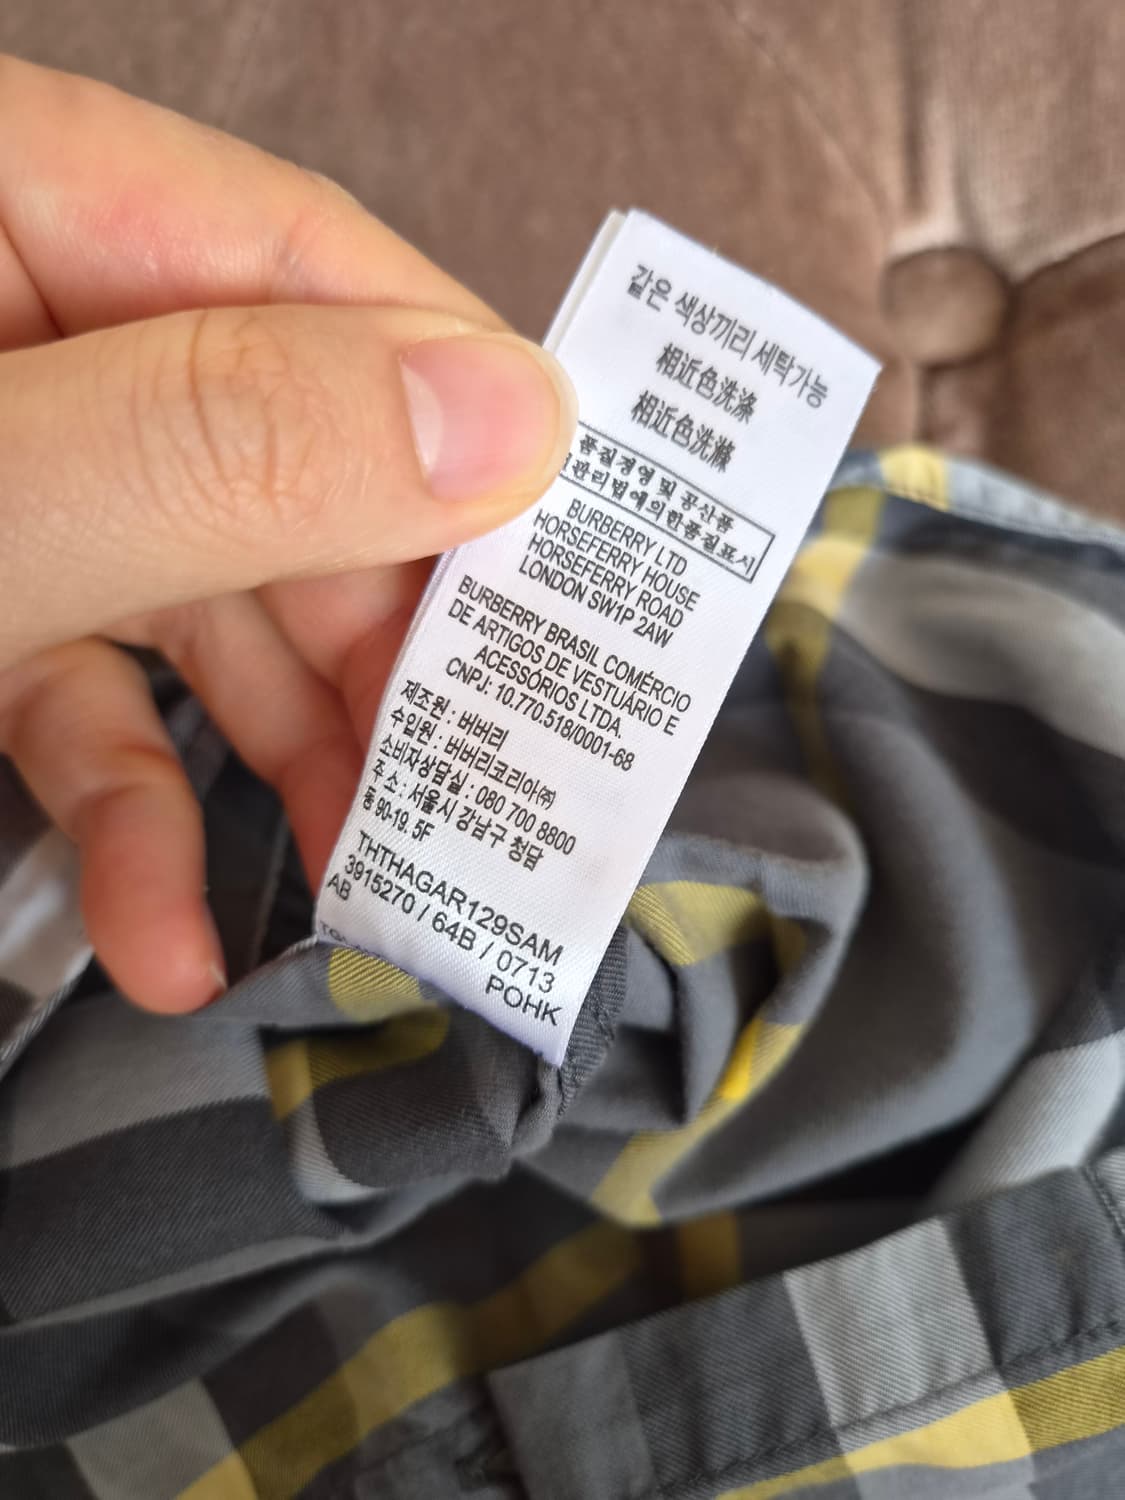 같은 색상끼리 세탁가능
相近色洗涤
相近色洗滌
품질경영 및 공산품
관리법에의한품질표시
BURBERRY LTD
HORSEFERRY HOUSE
HORSEFERRY ROAD
LONDON SW1P 2AW
BURBERRY BRASIL COMÉRCIO
DE ARTIGOS DE VESTUÁRIO E
ACESSÓRIOS LTDA.
CNPJ: 10.770.518/0001-68
제조원 : 버버리
수입원 : 버버리코리아㈜
소비자상담실 : 080 700 8800
주소 : 서울시 강남구 청담
동 90-19. 5F
THTHAGAR129SAM
3915270 / 64B / 0713
AB
POHK